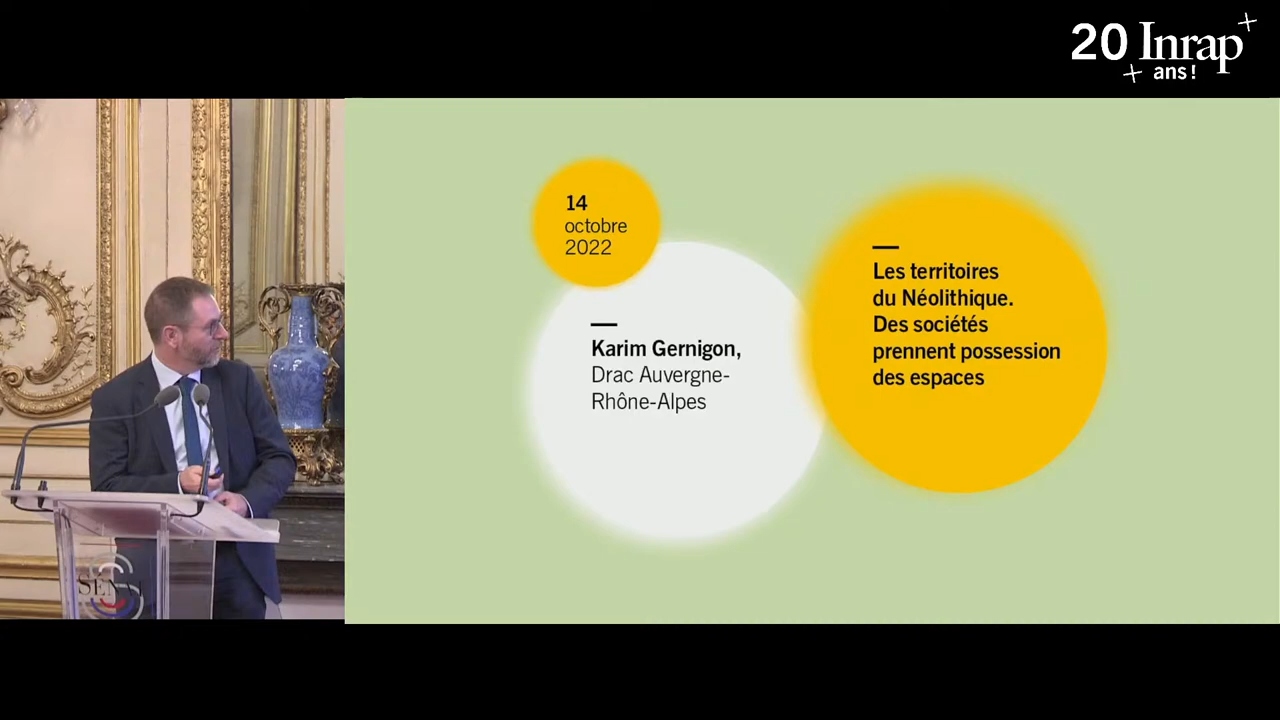 20 Inrap
ans !
14
octobre
2022
Karim Gernigon,
Drac Auvergne-
Rhône-Alpes
Les territoires
du Néolithique.
Des sociétés
prennent possession
des espaces